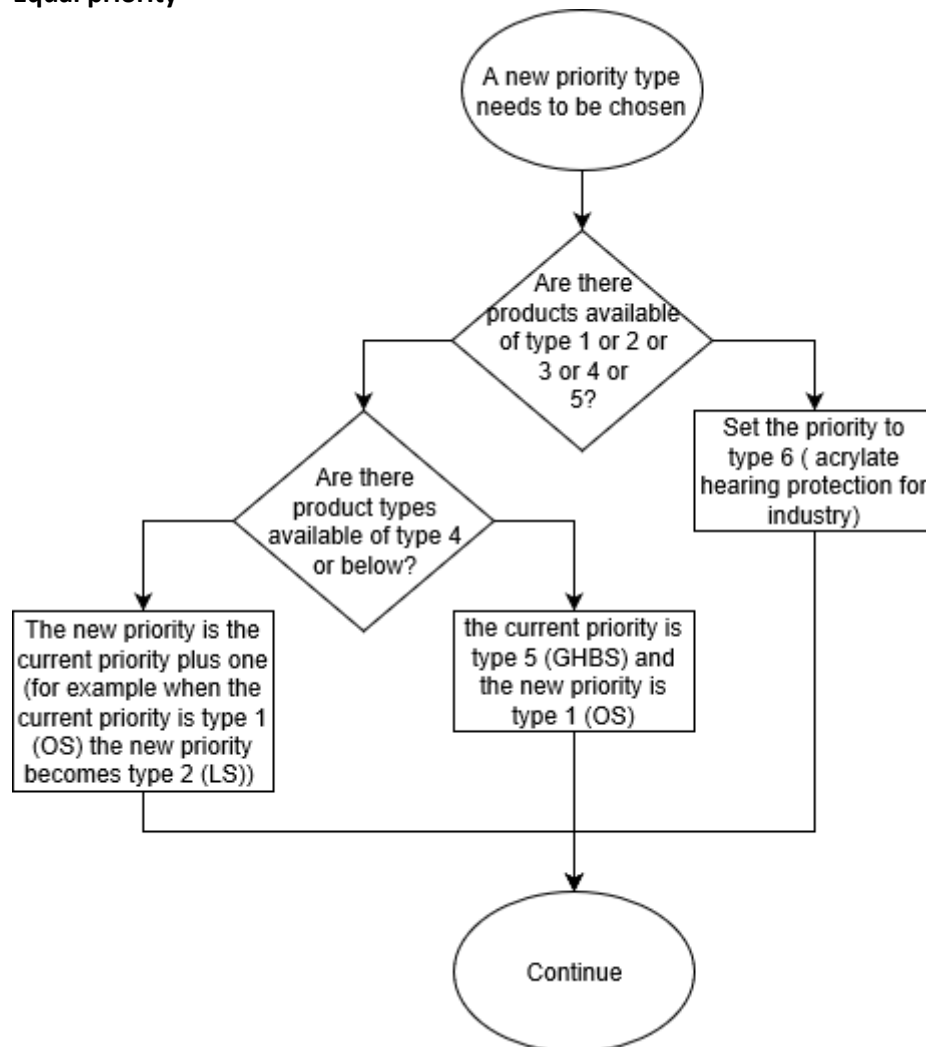 Equal priority
A new priority type
needs to be chosen
Are there
products available
of type 1 or 2 or
3 or 4 or
5?
Set the priority to
type 6 ( acrylate
hearing protection for
industry)
Are there
product types
available of type 4
or below?
The new priority is the
current priority plus one
(for example when the
current priority is type 1
(OS) the new priority
becomes type 2 (LS))
the current priority is
type 5 (GHBS) and
the new priority is
type 1 (OS)
Continue